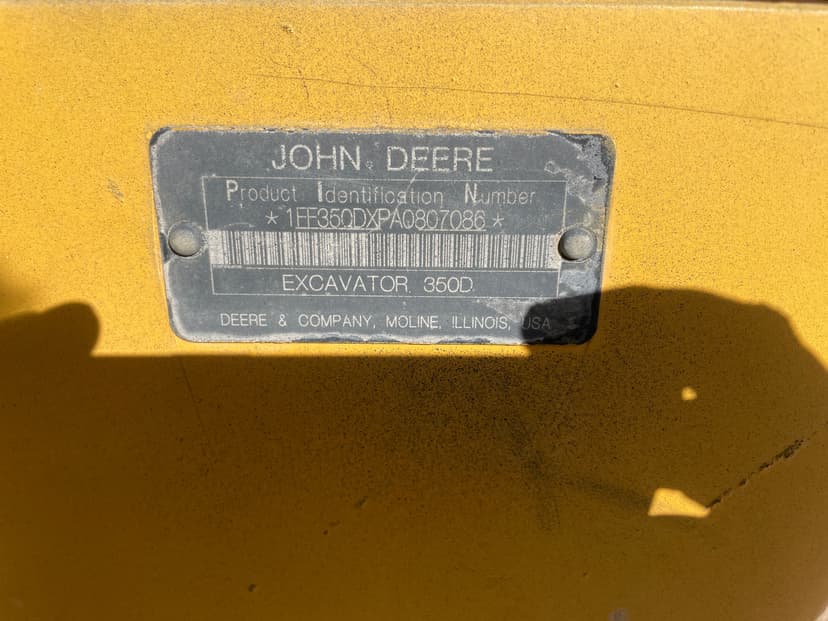 JOHN DEERE
Product Identification Number
*1FF350DXPA0807086*
EXCAVATOR 350D
DEERE & COMPANY, MOLINE, ILLINOIS, USA